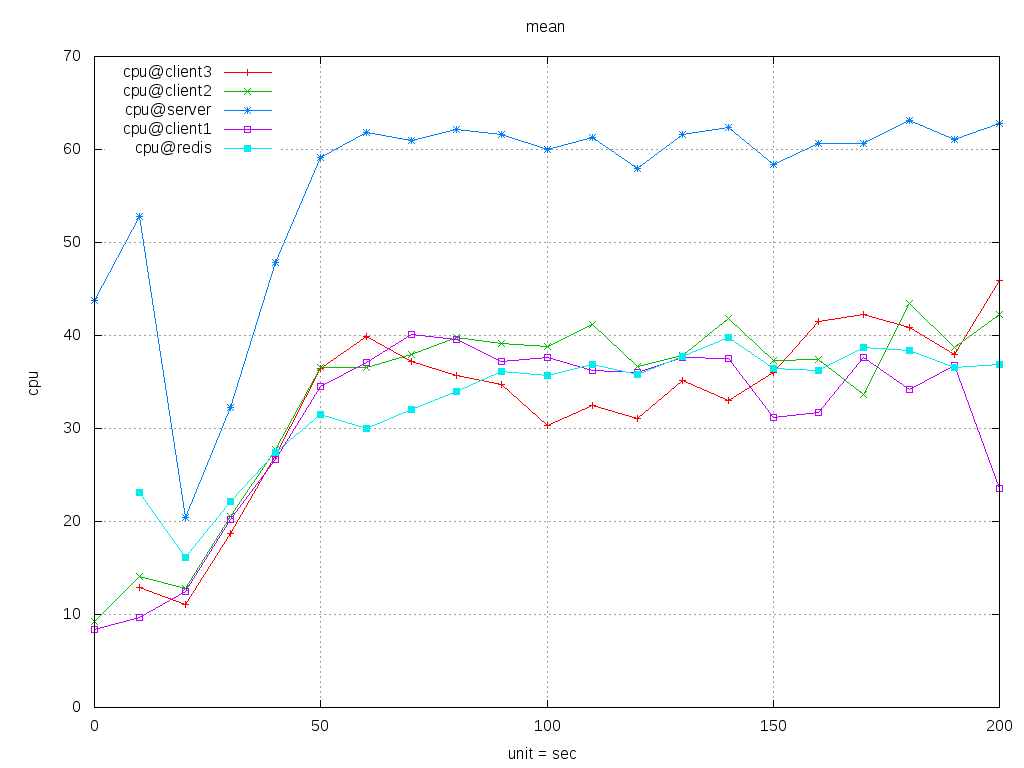 mean
70
60
50
40
30
20
10
0
cpu
cpu@client3
cpu@client2
cpu@server
cpu@client1
cpu@redis
0 50 100 150 200
unit = sec